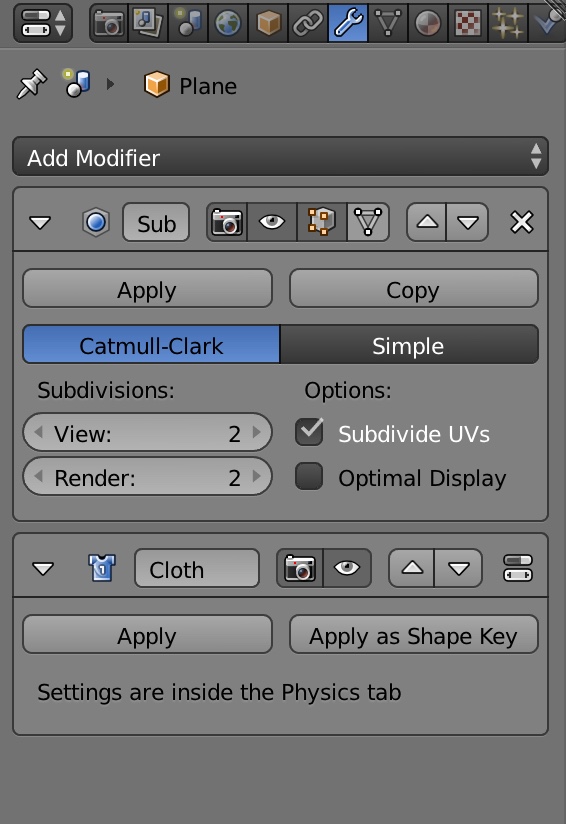 Plane
Add Modifier
Sub
Apply Copy
Catmull-Clark Simple
Subdivisions: Options:
View: 2 Subdivide UVs
Render: 2 Optimal Display
Cloth
Apply Apply as Shape Key
Settings are inside the Physics tab